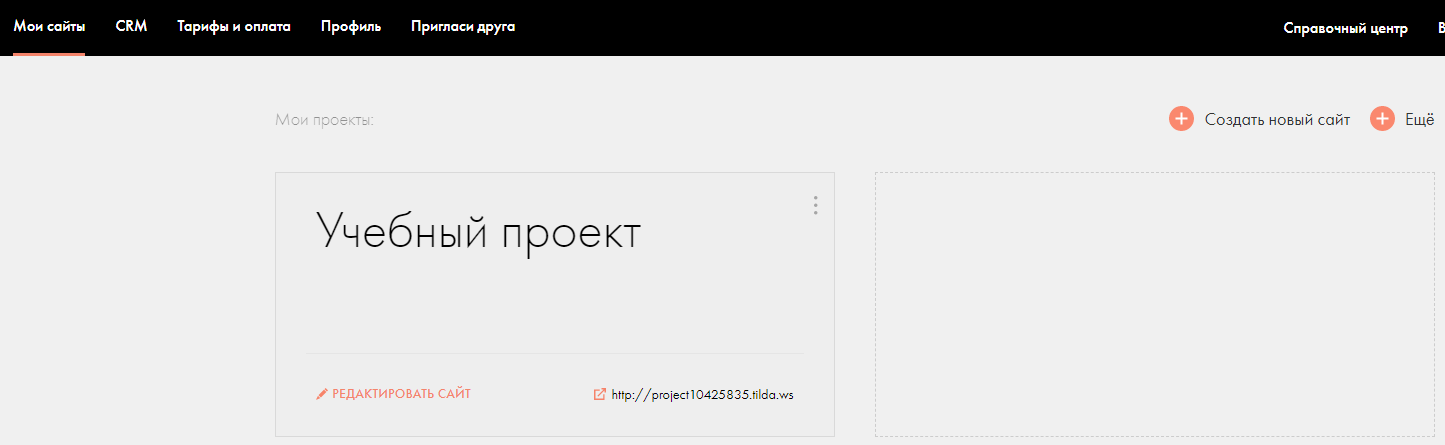 Мои сайты CRM Тарифы и оплата Профиль Пригласи друга Справочный центр
Мои проекты: Создать новый сайт Ещё
Учебный проект
РЕДАКТИРОВАТЬ САЙТ http://project10425835.tilda.ws